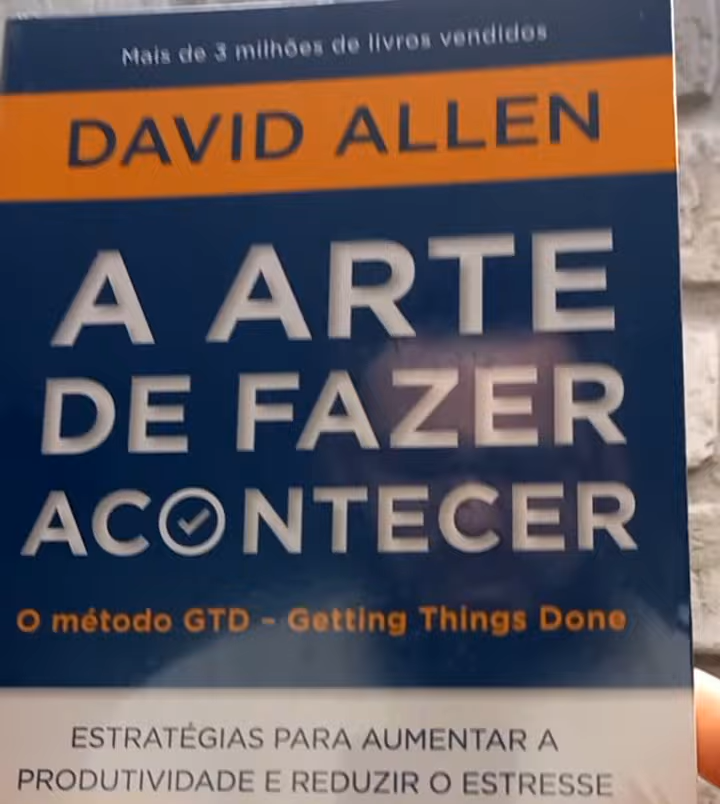 Mais de 3 milhões de livros vendidos
DAVID ALLEN
A ARTE
DE FAZER
ACONTECER
O método GTD – Getting Things Done
ESTRATÉGIAS PARA AUMENTAR A
PRODUTIVIDADE E REDUZIR O ESTRESSE